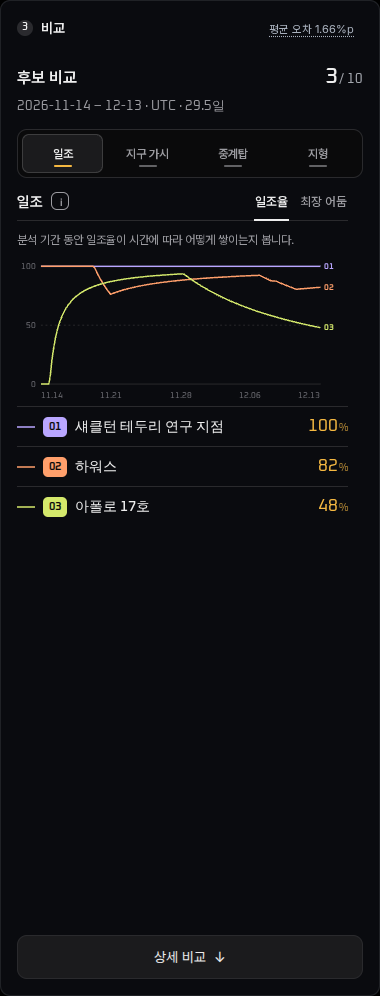 3 비교 평균 오차 1.66%p
후보 비교 3 / 10
2026-11-14 – 12-13 · UTC · 29.5일
일조 지구 가시 중계탑 지형
일조 i 일조율 최장 어둠
분석 기간 동안 일조율이 시간에 따라 어떻게 쌓이는지 봅니다.
100 01
02
50 03
0
11.14 11.21 11.28 12.06 12.13
01 섀클턴 테두리 연구 지점 100%
02 하워스 82%
03 아폴로 17호 48%
상세 비교 ↓